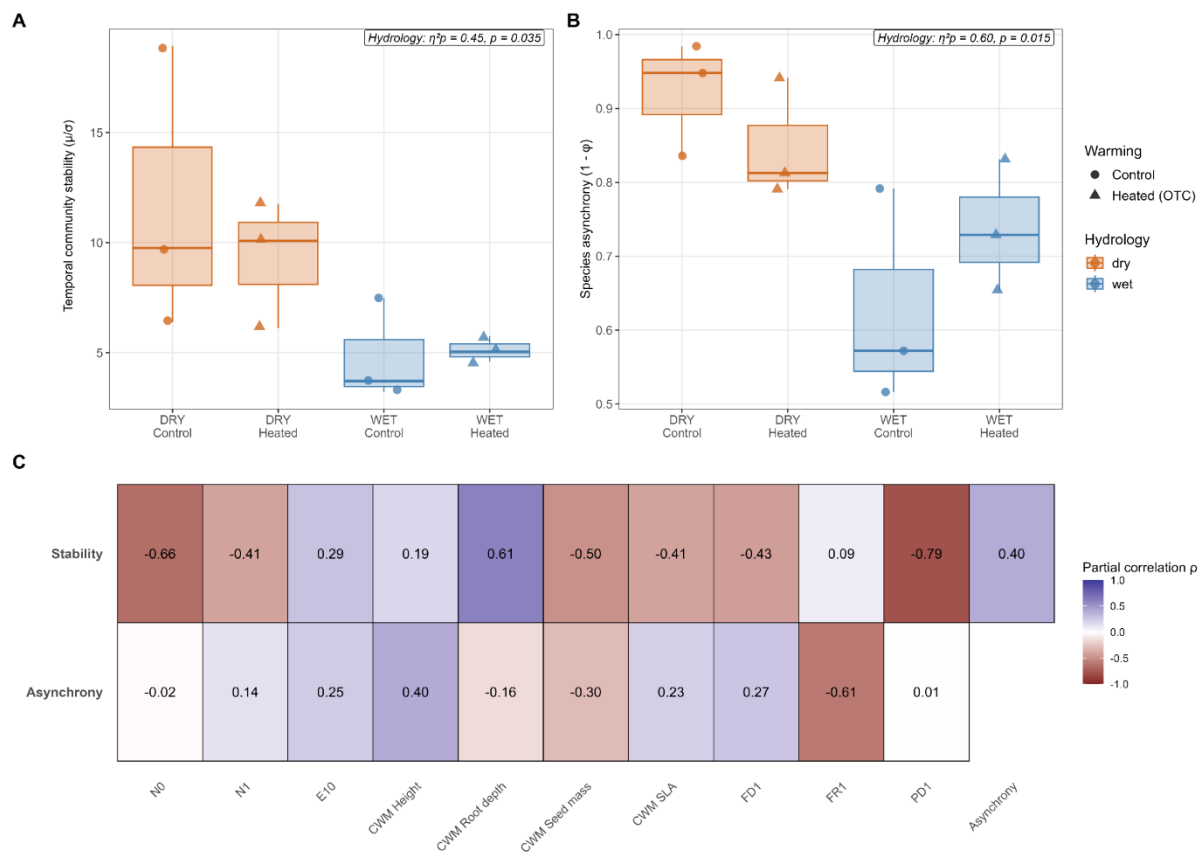 A
Hydrology: η²p = 0.45, p = 0.035
Temporal community stability (μ/σ)
15
10
5
DRY
Control
DRY
Heated
WET
Control
WET
Heated
B
Hydrology: η²p = 0.60, p = 0.015
Species asynchrony (1 - φ)
1.0
0.9
0.8
0.7
0.6
0.5
DRY
Control
DRY
Heated
WET
Control
WET
Heated
Warming
Control
Heated (OTC)
Hydrology
dry
wet
C
Stability
-0.66 -0.41 0.29 0.19 0.61 -0.50 -0.41 -0.43 0.09 -0.79 0.40
Asynchrony
-0.02 0.14 0.25 0.40 -0.16 -0.30 0.23 0.27 -0.61 0.01
N0
N1
E10
CWM Height
CWM Root depth
CWM Seed mass
CWM SLA
FD1
FR1
PD1
Asynchrony
Partial correlation ρ
1.0
0.5
0.0
-0.5
-1.0